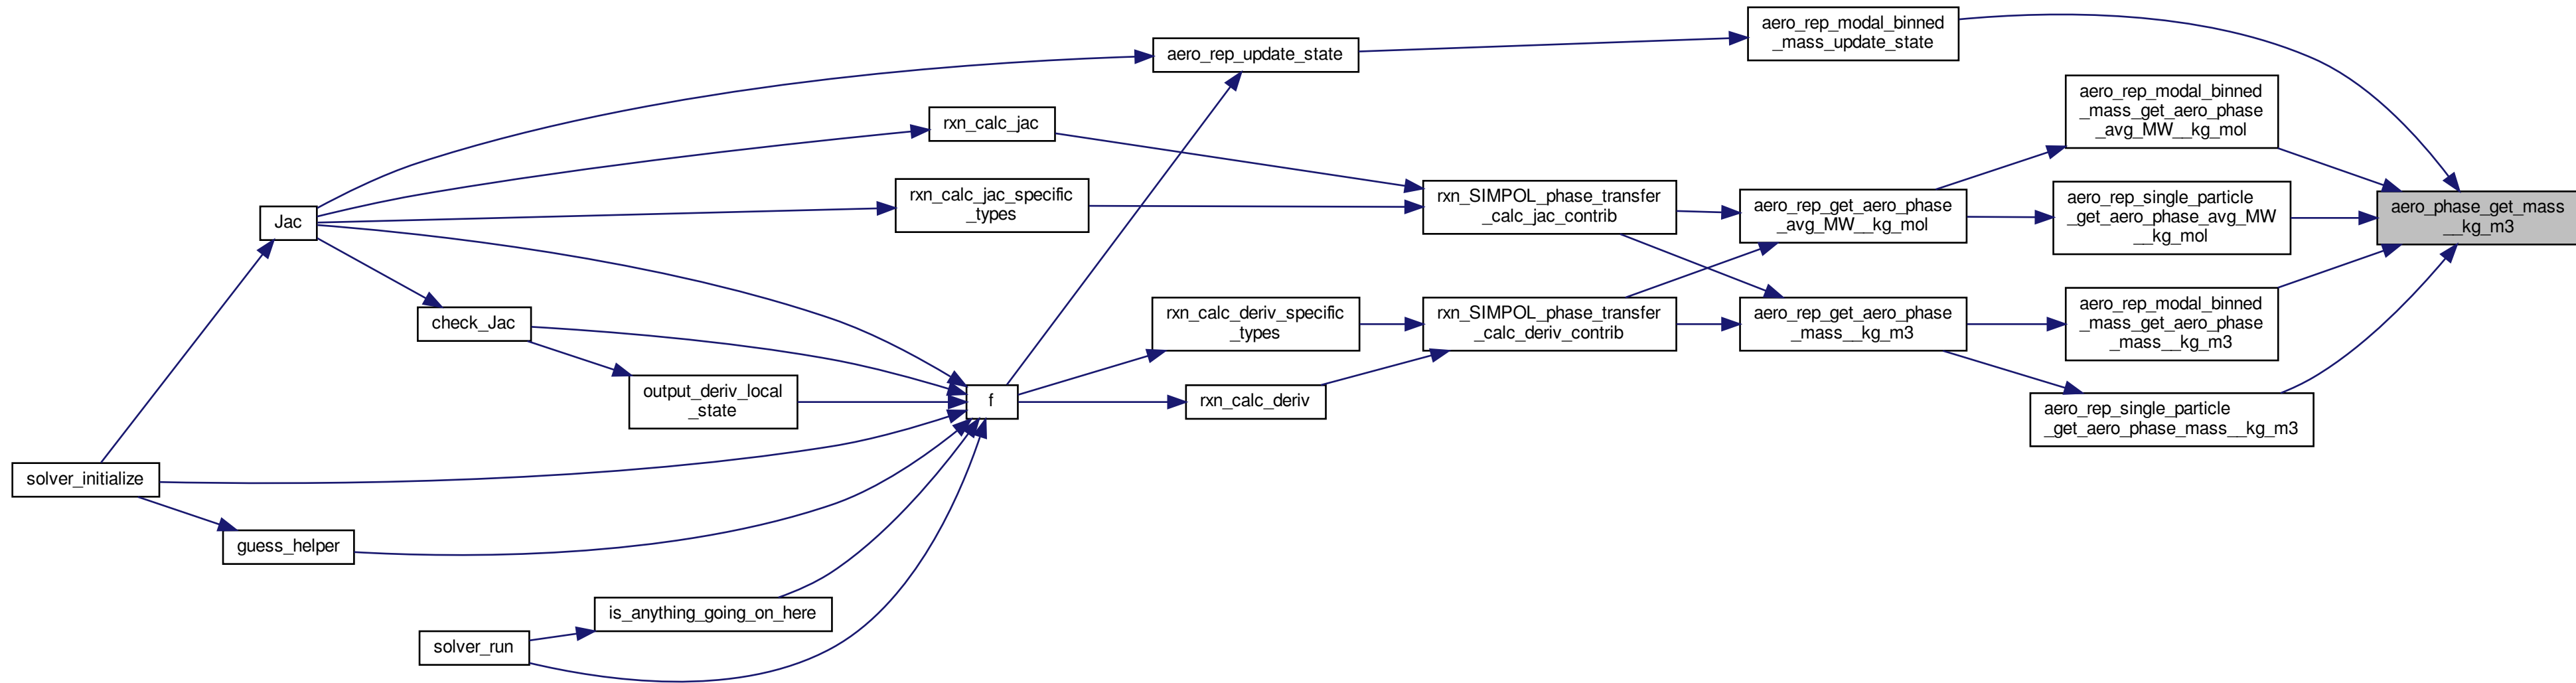 aero_rep_modal_binned
_mass_update_state
aero_rep_update_state
aero_rep_modal_binned
_mass_get_aero_phase
_avg_MW__kg_mol
rxn_calc_jac
rxn_calc_jac_specific
_types
rxn_SIMPOL_phase_transfer
_calc_jac_contrib
aero_rep_get_aero_phase
_avg_MW__kg_mol
aero_rep_single_particle
_get_aero_phase_avg_MW
__kg_mol
aero_phase_get_mass
__kg_m3
Jac
check_Jac
rxn_calc_deriv_specific
_types
rxn_SIMPOL_phase_transfer
_calc_deriv_contrib
aero_rep_get_aero_phase
_mass__kg_m3
aero_rep_modal_binned
_mass_get_aero_phase
_mass__kg_m3
output_deriv_local
_state
f
rxn_calc_deriv
aero_rep_single_particle
_get_aero_phase_mass__kg_m3
solver_initialize
guess_helper
is_anything_going_on_here
solver_run